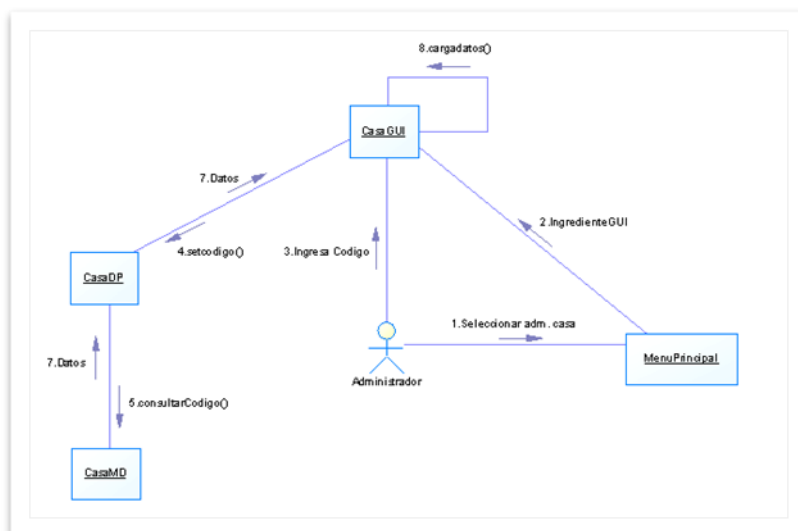 8.cargadatos()
CasaGUI
7.Datos
2.IngredienteGUI
4.setcodigo()
3.Ingresa Codigo
CasaDP
1.Seleccionar adm. casa
7.Datos
MenuPrincipal
Administrador
5.consultarCodigo()
CasaMD